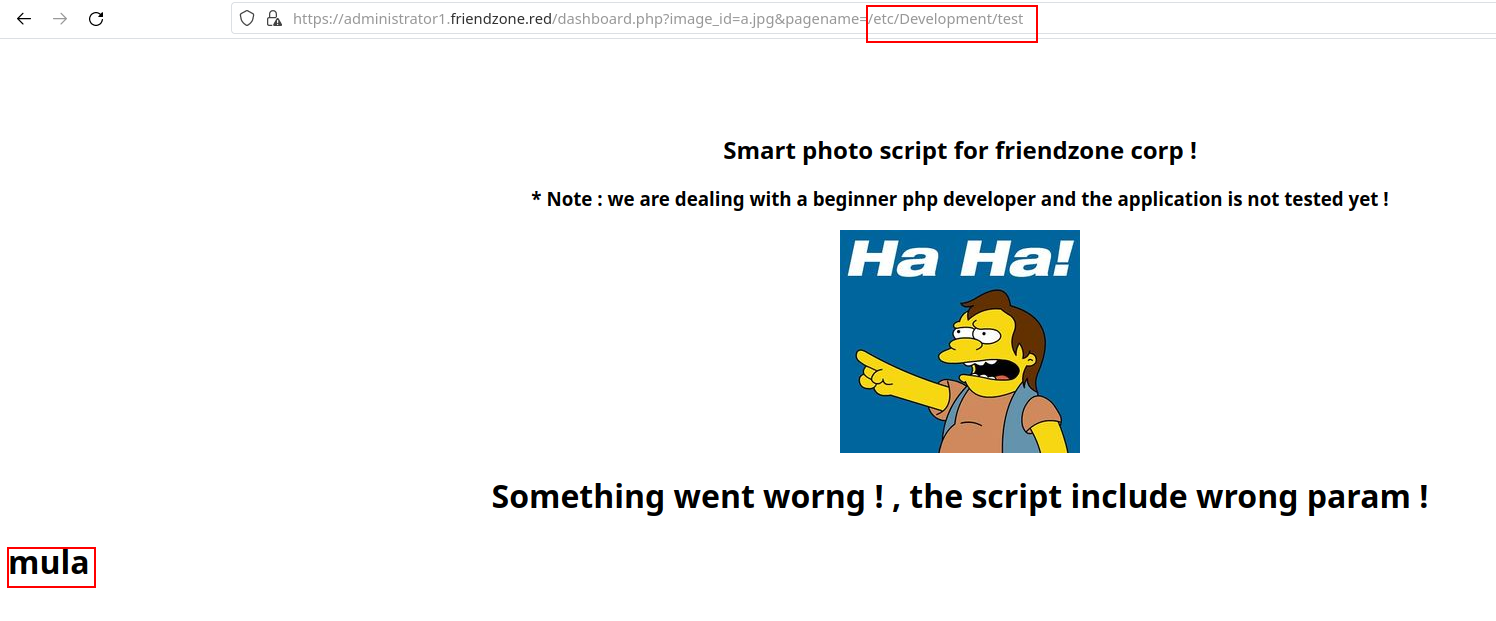 https://administrator1.friendzone.red/dashboard.php?image_id=a.jpg&pagename=/etc/Development/test
Smart photo script for friendzone corp !
* Note : we are dealing with a beginner php developer and the application is not tested yet !
Ha Ha!
Something went worng ! , the script include wrong param !
mula